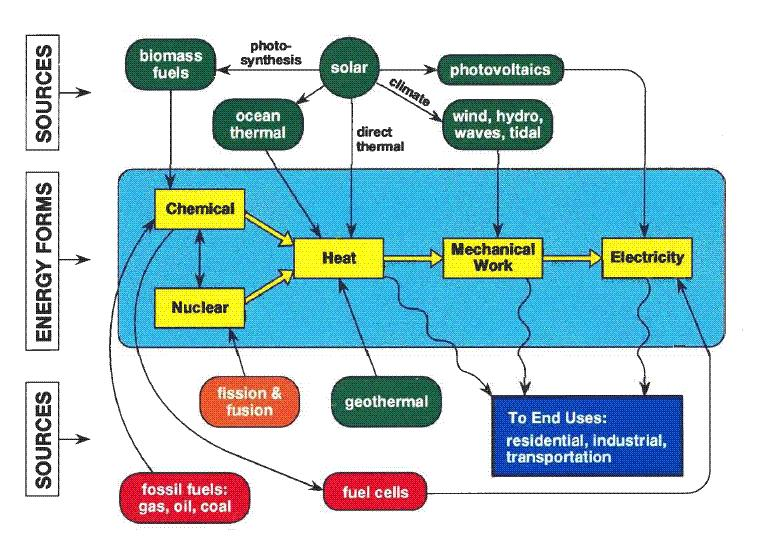 SOURCES
biomass
fuels
photo-
synthesis
solar
photovoltaics
climate
ocean
thermal
direct
thermal
wind, hydro,
waves, tidal
ENERGY FORMS
Chemical
Heat
Mechanical
Work
Electricity
Nuclear
SOURCES
fission &
fusion
geothermal
To End Uses:
residential, industrial,
transportation
fossil fuels:
gas, oil, coal
fuel cells